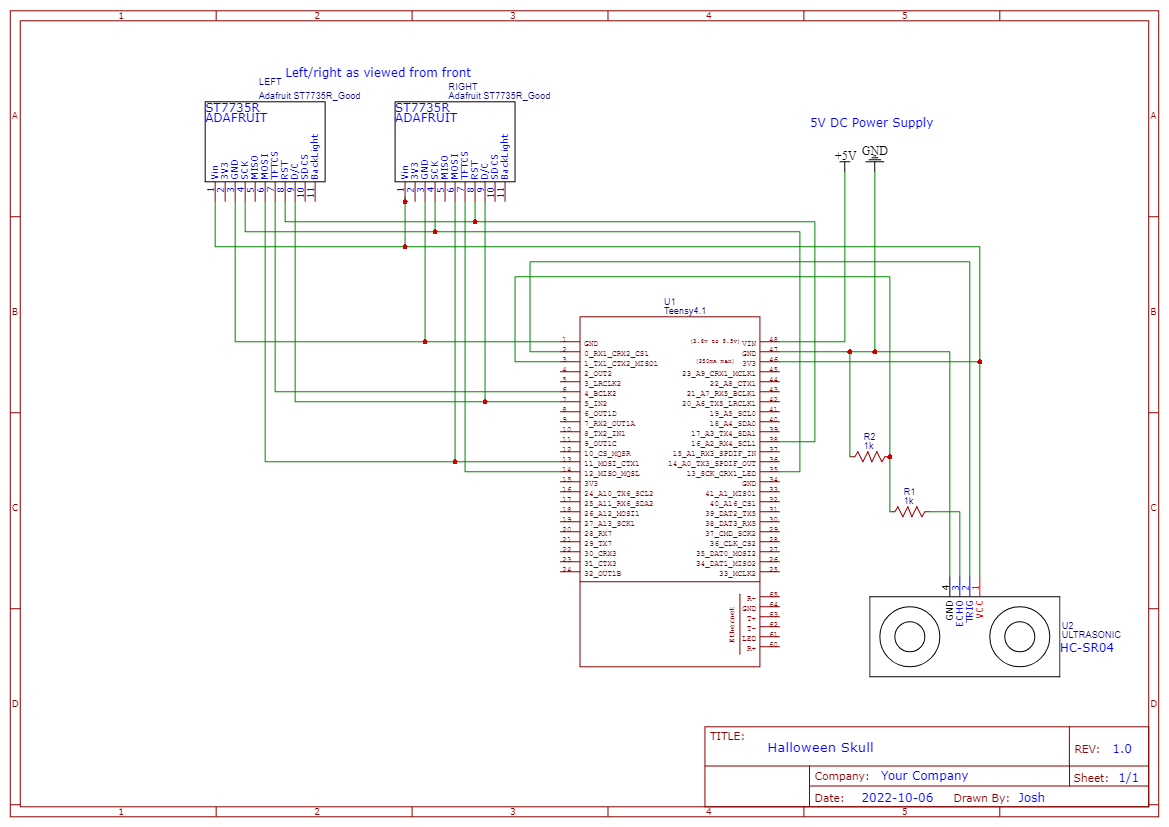 1 2 3 4 5
Left/right as viewed from front
LEFT
Adafruit ST7735R_Good
RIGHT
Adafruit ST7735R_Good
ST7735R
ADAFRUIT
Vin
3V3
GND
SCK
MISO
MOSI
TFTCS
RST
D/C
SDCS
BackLight
1 2 3 4 5 6 7 8 9 10 11
ST7735R
ADAFRUIT
Vin
3V3
GND
SCK
MISO
MOSI
TFTCS
RST
D/C
SDCS
BackLight
1 2 3 4 5 6 7 8 9 10 11
A A
5V DC Power Supply
+5V GND
B B
U1
Teensy4.1
1 GND
2 0_RX1_CRX2_CS1
3 1_TX1_CTX2_MISO1
4 2_OUT2
5 3_LRCLK2
6 4_BCLK2
7 5_IN2
8 6_OUT1D
9 7_RX2_OUT1A
10 8_TX2_IN1
11 9_OUT1C
12 10_CS_MQSR
13 11_MOSI_CTX1
14 12_MISO_MQSL
15 3V3
16 24_A10_TX6_SCL2
17 25_A11_RX6_SDA2
18 26_A12_MOSI1
19 27_A13_SCK1
20 28_RX7
21 29_TX7
22 30_CRX3
23 31_CTX3
24 32_OUT1B
(3.6v to 5.5v) VIN 48
GND 47
(250mA max) 3V3 46
23_A9_CRX1_MCLK1 45
22_A8_CTX1 44
21_A7_RX5_BCLK1 43
20_A6_TX5_LRCLK1 42
19_A5_SCL0 41
18_A4_SDA0 40
17_A3_TX4_SDA1 39
16_A2_RX4_SCL1 38
15_A1_RX3_SPDIF_IN 37
14_A0_TX3_SPDIF_OUT 36
13_SCK_CRX1_LED 35
GND 34
41_A1_MISO1 33
40_A16_CS1 32
39_DAT2_TX5 31
38_DAT3_RX5 30
37_CMD_SCK2 29
36_CLK_CS2 28
35_DAT0_MOSI2 27
34_DAT1_MISO2 26
33_MCLK2 25
Ethernet
R- 65
GND 64
T+ 63
T- 62
LED 61
R+ 60
R2
1k
R1
1k
C C
4 3 2 1
GND
ECHO
TRIG
VCC
U2
ULTRASONIC
HC-SR04
D D
TITLE:
Halloween Skull
REV: 1.0
Company: Your Company
Sheet: 1/1
Date: 2022-10-06 Drawn By: Josh
1 2 3 4 5